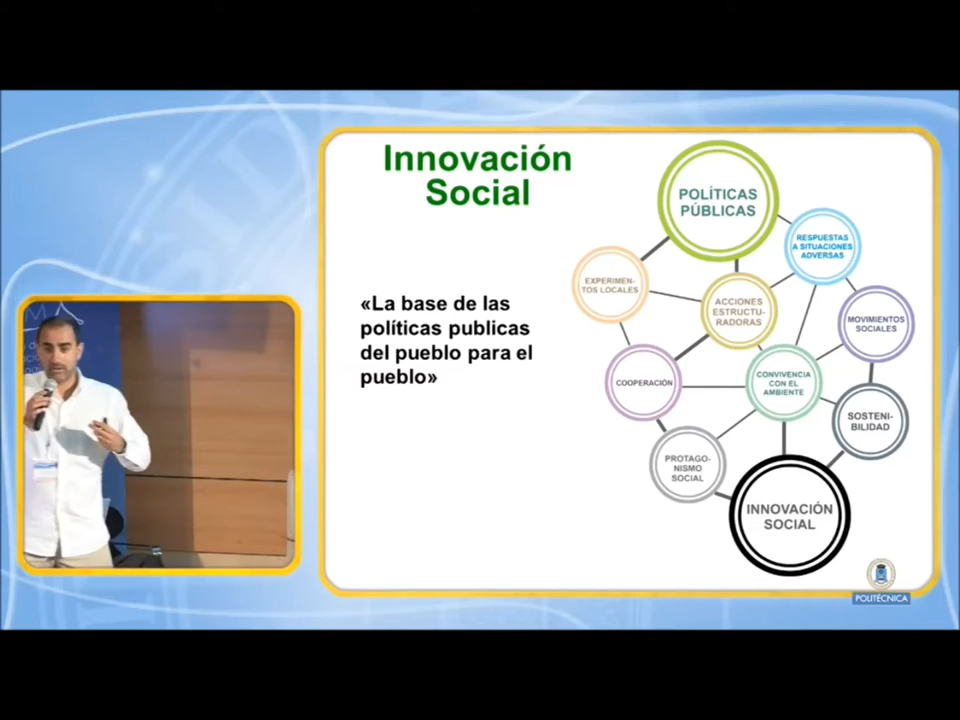 Innovación
Social
«La base de las
políticas publicas
del pueblo para el
pueblo»
POLÍTICAS
PÚBLICAS
RESPUESTAS
A SITUACIONES
ADVERSAS
EXPERIMEN-
TOS LOCALES
ACCIONES
ESTRUCTU-
RADORAS
MOVIMIENTOS
SOCIALES
COOPERACIÓN
CONVIVENCIA
CON EL
AMBIENTE
SOSTENI-
BILIDAD
PROTAGO-
NISMO
SOCIAL
INNOVACIÓN
SOCIAL
POLITÉCNICA